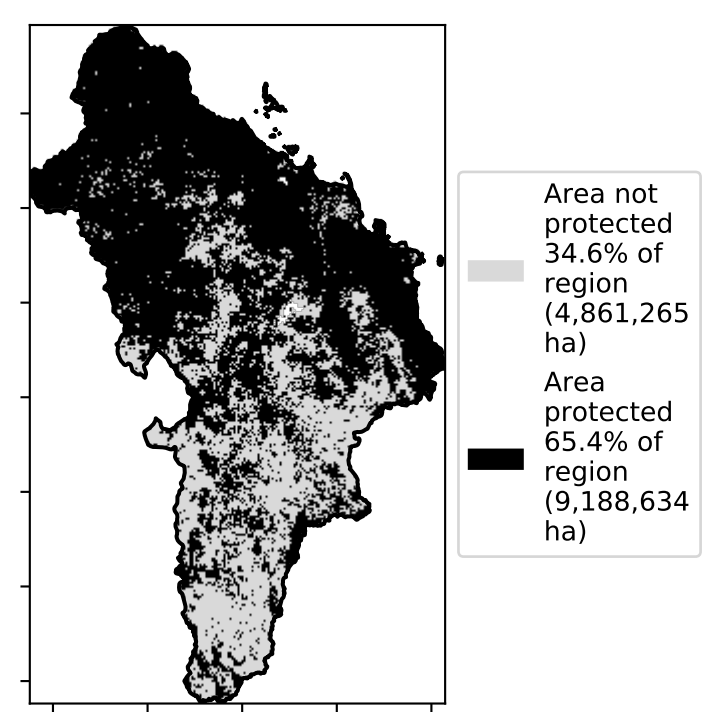 Area not
protected
34.6% of
region
(4,861,265
ha)
Area
protected
65.4% of
region
(9,188,634
ha)